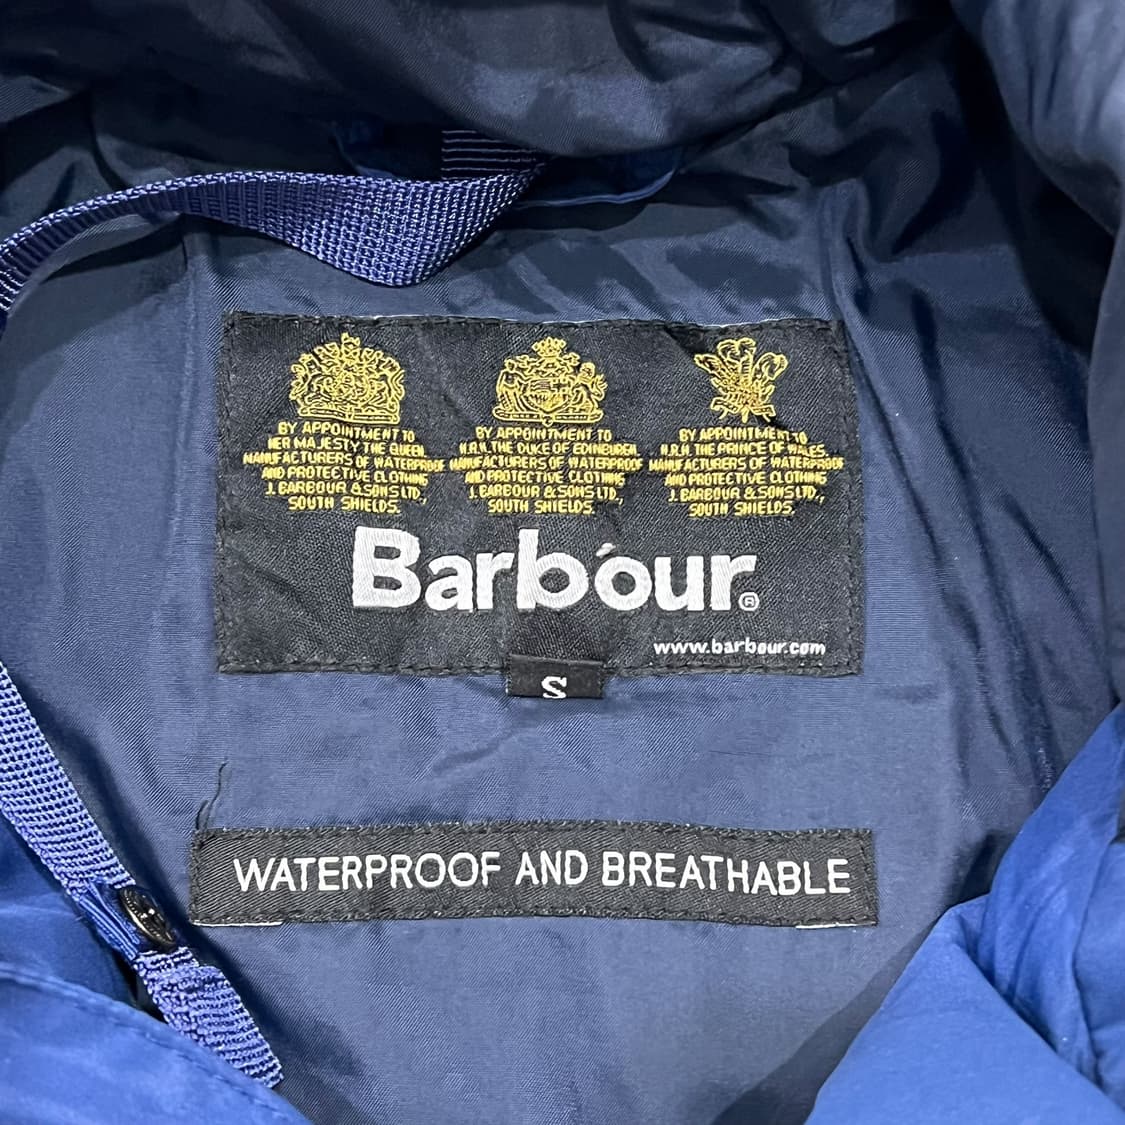 BY APPOINTMENT TO
HER MAJESTY THE QUEEN,
MANUFACTURERS OF WATERPROOF
AND PROTECTIVE CLOTHING
J. BARBOUR & SONS LTD.,
SOUTH SHIELDS.
BY APPOINTMENT TO
H.R.H. THE DUKE OF EDINBURGH,
MANUFACTURERS OF WATERPROOF
AND PROTECTIVE CLOTHING
J. BARBOUR & SONS LTD.,
SOUTH SHIELDS.
BY APPOINTMENT TO
H.R.H. THE PRINCE OF WALES,
MANUFACTURERS OF WATERPROOF
AND PROTECTIVE CLOTHING
J. BARBOUR & SONS LTD.,
SOUTH SHIELDS.
Barbour®
www.barbour.com
S
WATERPROOF AND BREATHABLE